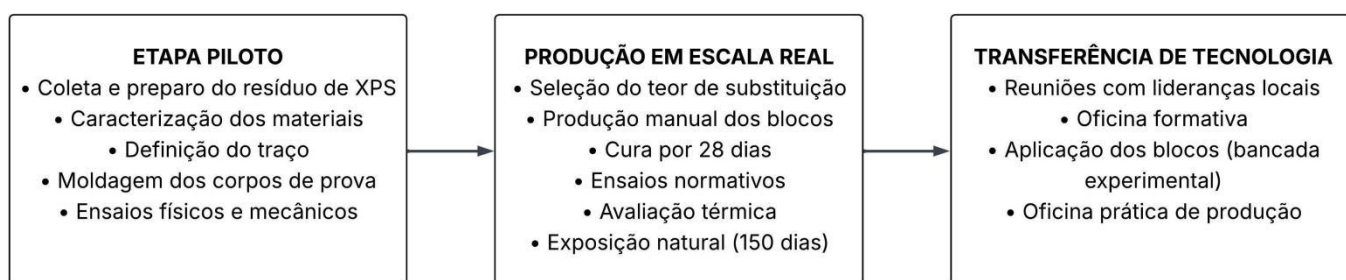 ETAPA PILOTO
• Coleta e preparo do resíduo de XPS
• Caracterização dos materiais
• Definição do traço
• Moldagem dos corpos de prova
• Ensaios físicos e mecânicos
PRODUÇÃO EM ESCALA REAL
• Seleção do teor de substituição
• Produção manual dos blocos
• Cura por 28 dias
• Ensaios normativos
• Avaliação térmica
• Exposição natural (150 dias)
TRANSFERÊNCIA DE TECNOLOGIA
• Reuniões com lideranças locais
• Oficina formativa
• Aplicação dos blocos (bancada
experimental)
• Oficina prática de produção